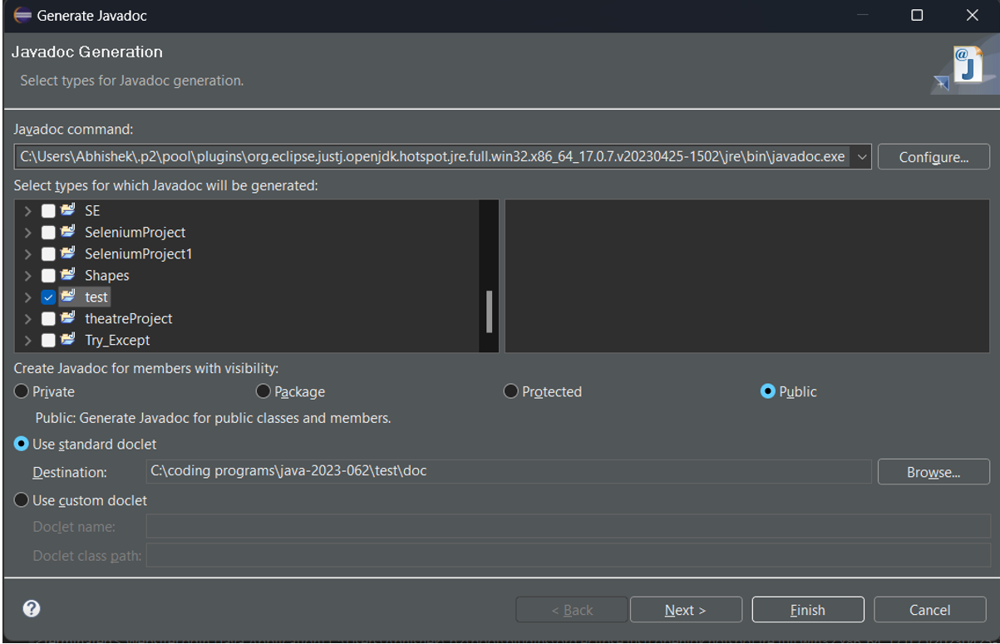 Generate Javadoc
Javadoc Generation
Select types for Javadoc generation.
@
J
Javadoc command:
C:\Users\Abhishek\.p2\pool\plugins\org.eclipse.justj.openjdk.hotspot.jre.full.win32.x86_64_17.0.7.v20230425-1502\jre\bin\javadoc.exe
Configure...
Select types for which Javadoc will be generated:
SE
SeleniumProject
SeleniumProject1
Shapes
test
theatreProject
Try_Except
Create Javadoc for members with visibility:
Private Package Protected Public
Public: Generate Javadoc for public classes and members.
Use standard doclet
Destination: C:\coding programs\java-2023-062\test\doc Browse...
Use custom doclet
Doclet name:
Doclet class path:
? < Back Next > Finish Cancel